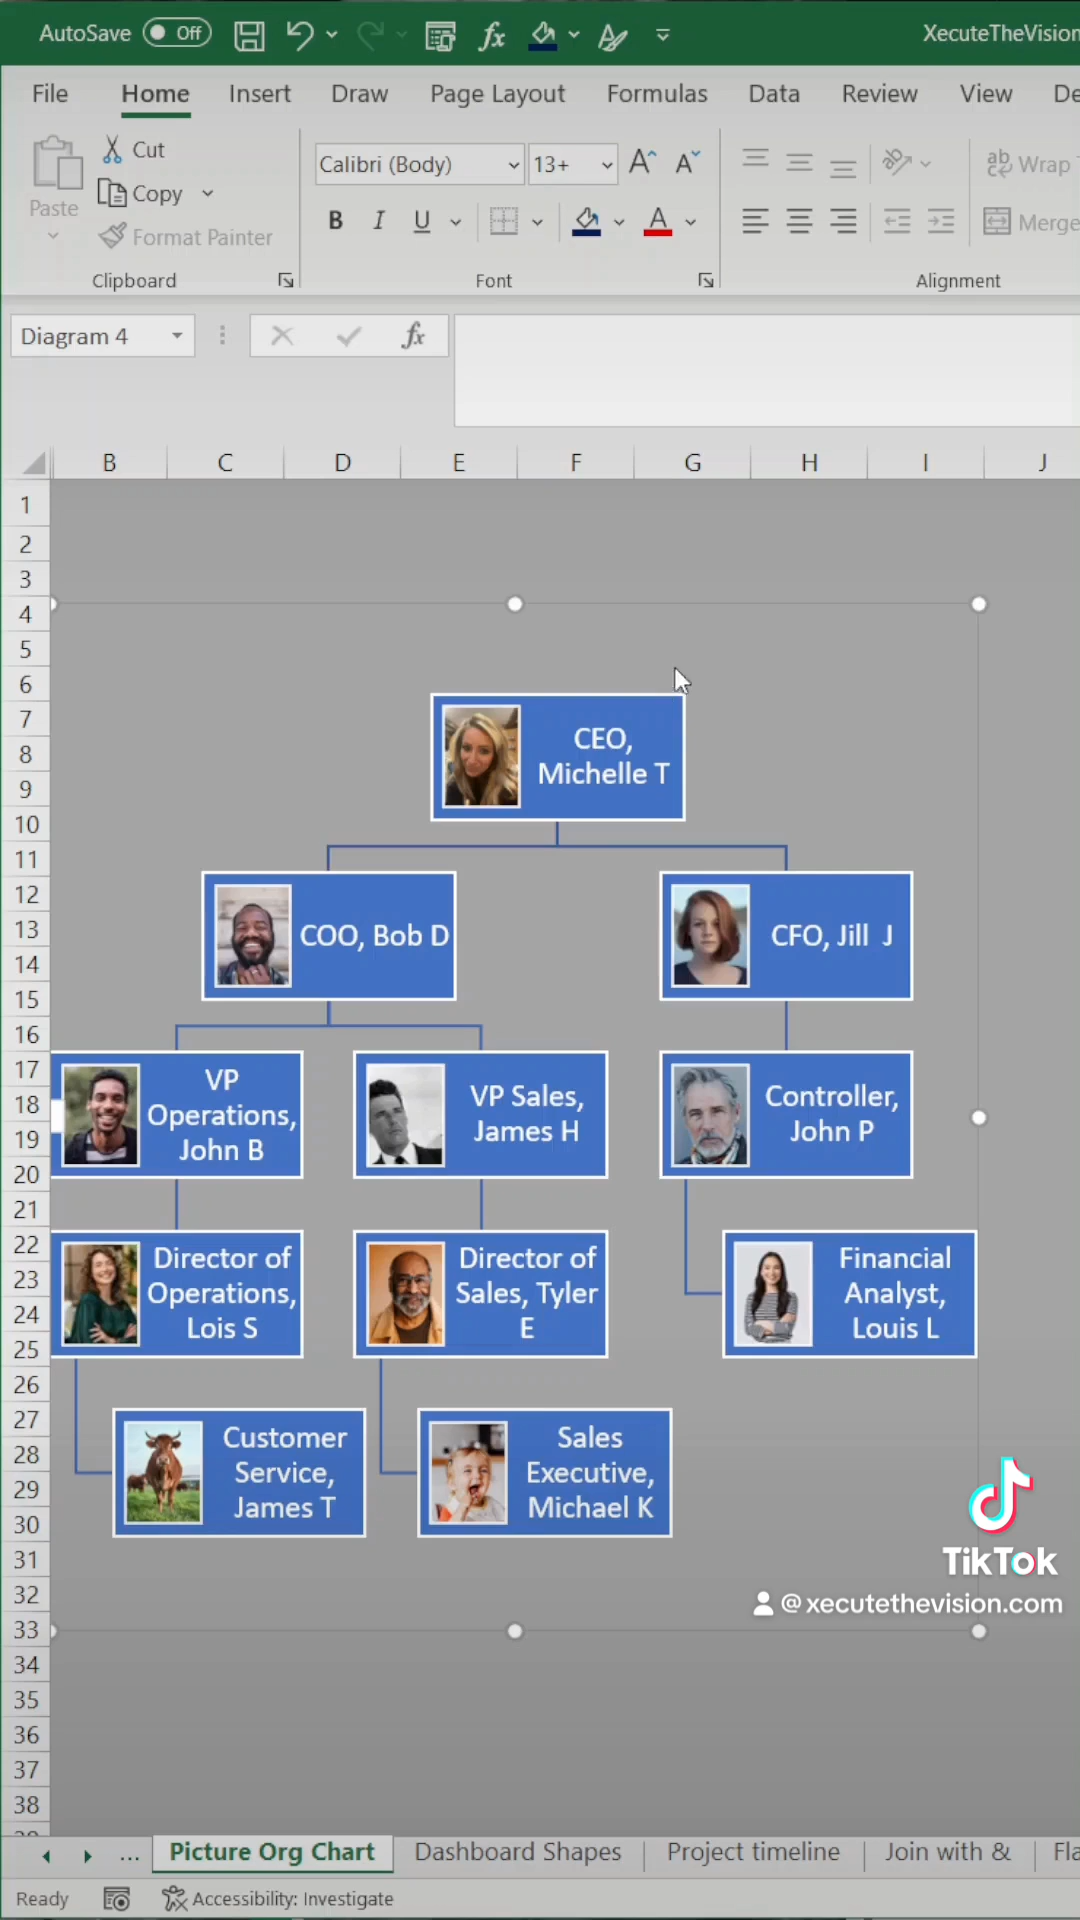 AutoSave Off XecuteTheVision
File Home Insert Draw Page Layout Formulas Data Review View De
Paste
Cut
Copy
Format Painter
Clipboard
Calibri (Body) 13+
B I U A
Font
ab Wrap
Merge
Alignment
Diagram 4 fx
B C D E F G H I J
1
2
3
4
5
6
7
8
9
10
11
12
13
14
15
16
17
18
19
20
21
22
23
24
25
26
27
28
29
30
31
32
33
34
35
36
37
38
CEO,
Michelle T
COO, Bob D
CFO, Jill J
VP
Operations,
John B
VP Sales,
James H
Controller,
John P
Director of
Operations,
Lois S
Director of
Sales, Tyler
E
Financial
Analyst,
Louis L
Customer
Service,
James T
Sales
Executive,
Michael K
TikTok
@xecutethevision.com
... Picture Org Chart Dashboard Shapes Project timeline Join with & Fla
Ready Accessibility: Investigate